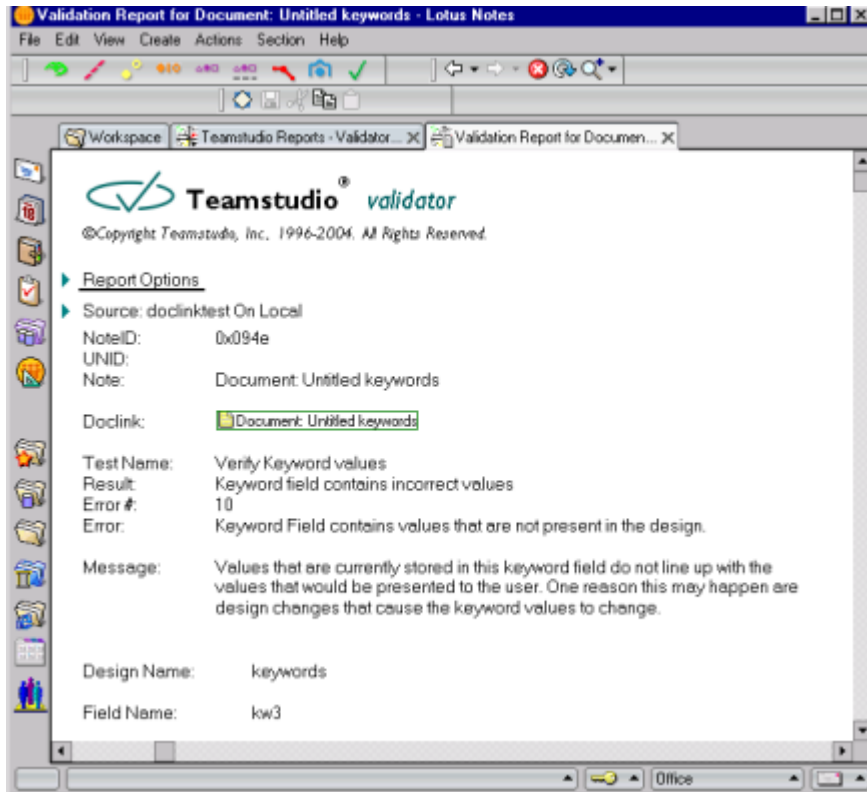 Validation Report for Document: Untitled keywords - Lotus Notes
File Edit View Create Actions Section Help
Workspace Teamstudio Reports - Validator... Validation Report for Documen...
Teamstudio® validator
©Copyright Teamstudio, Inc, 1996-2004. All Rights Reserved.
Report Options
Source: doclinktest On Local
NoteID: 0x094e
UNID:
Note: Document: Untitled keywords
Doclink: Document: Untitled keywords
Test Name: Verify Keyword values
Result: Keyword field contains incorrect values
Error #: 10
Error: Keyword Field contains values that are not present in the design.
Message: Values that are currently stored in this keyword field do not line up with the
values that would be presented to the user. One reason this may happen are
design changes that cause the keyword values to change.
Design Name: keywords
Field Name: kw3
Office